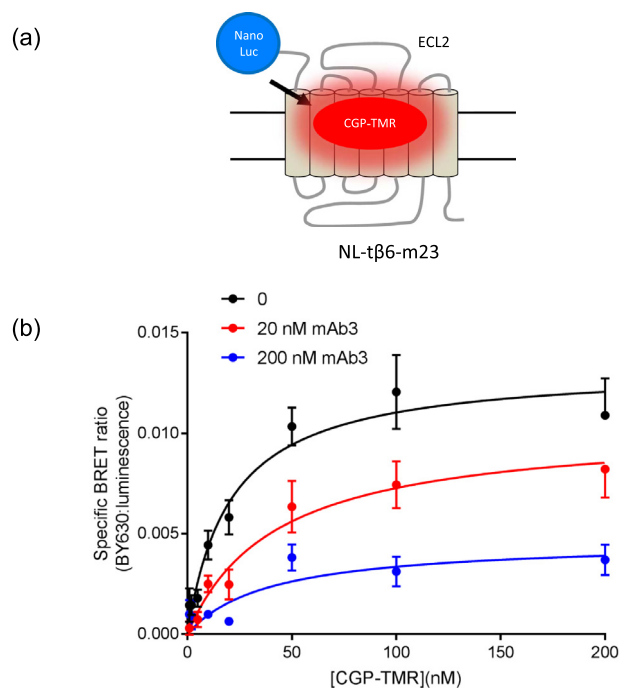 (a)
Nano
Luc
ECL2
CGP-TMR
NL-tβ6-m23
(b)
0
20 nM mAb3
200 nM mAb3
0.015
0.010
0.005
0.000
Specific BRET ratio
(BY630:luminescence)
0
50
100
150
200
[CGP-TMR](nM)